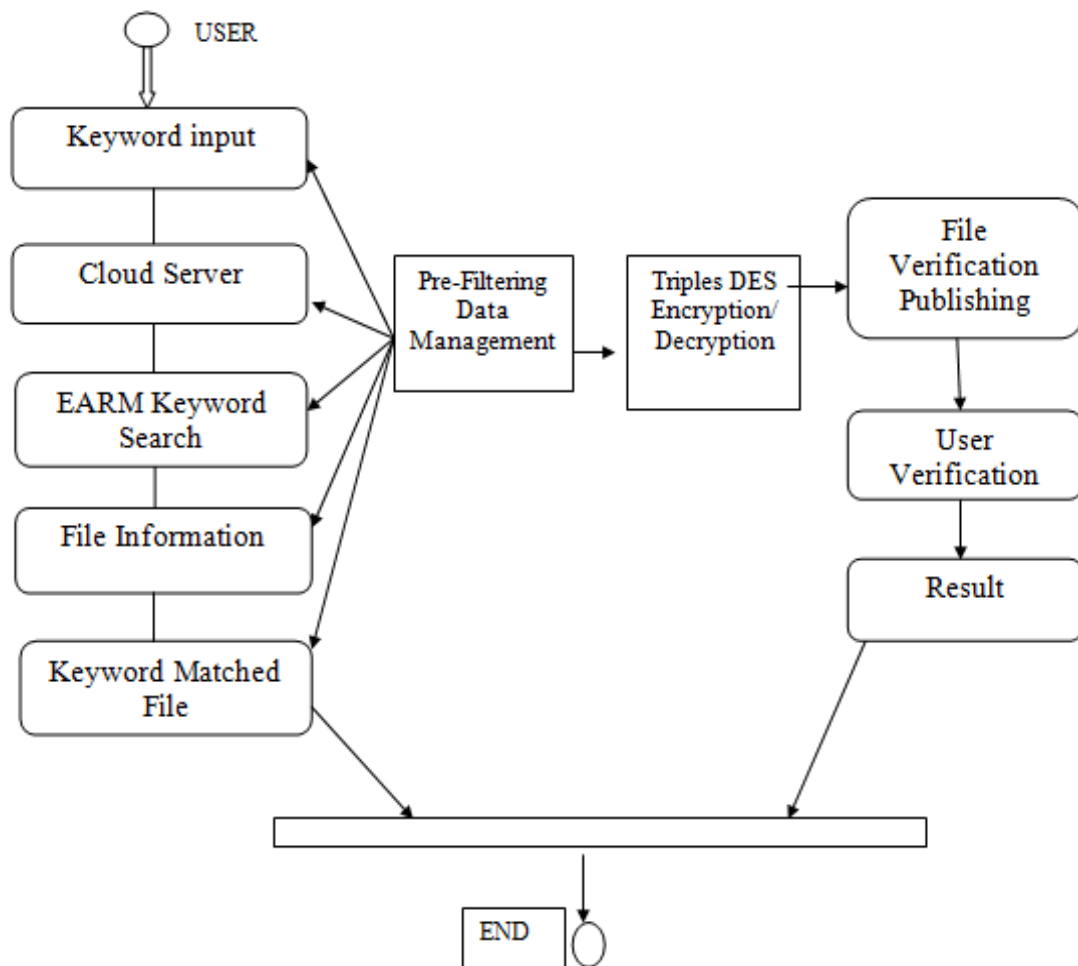 USER
Keyword input
Cloud Server
EARM Keyword
Search
File Information
Keyword Matched
File
Pre-Filtering
Data
Management
Triples DES
Encryption/
Decryption
File
Verification
Publishing
User
Verification
Result
END